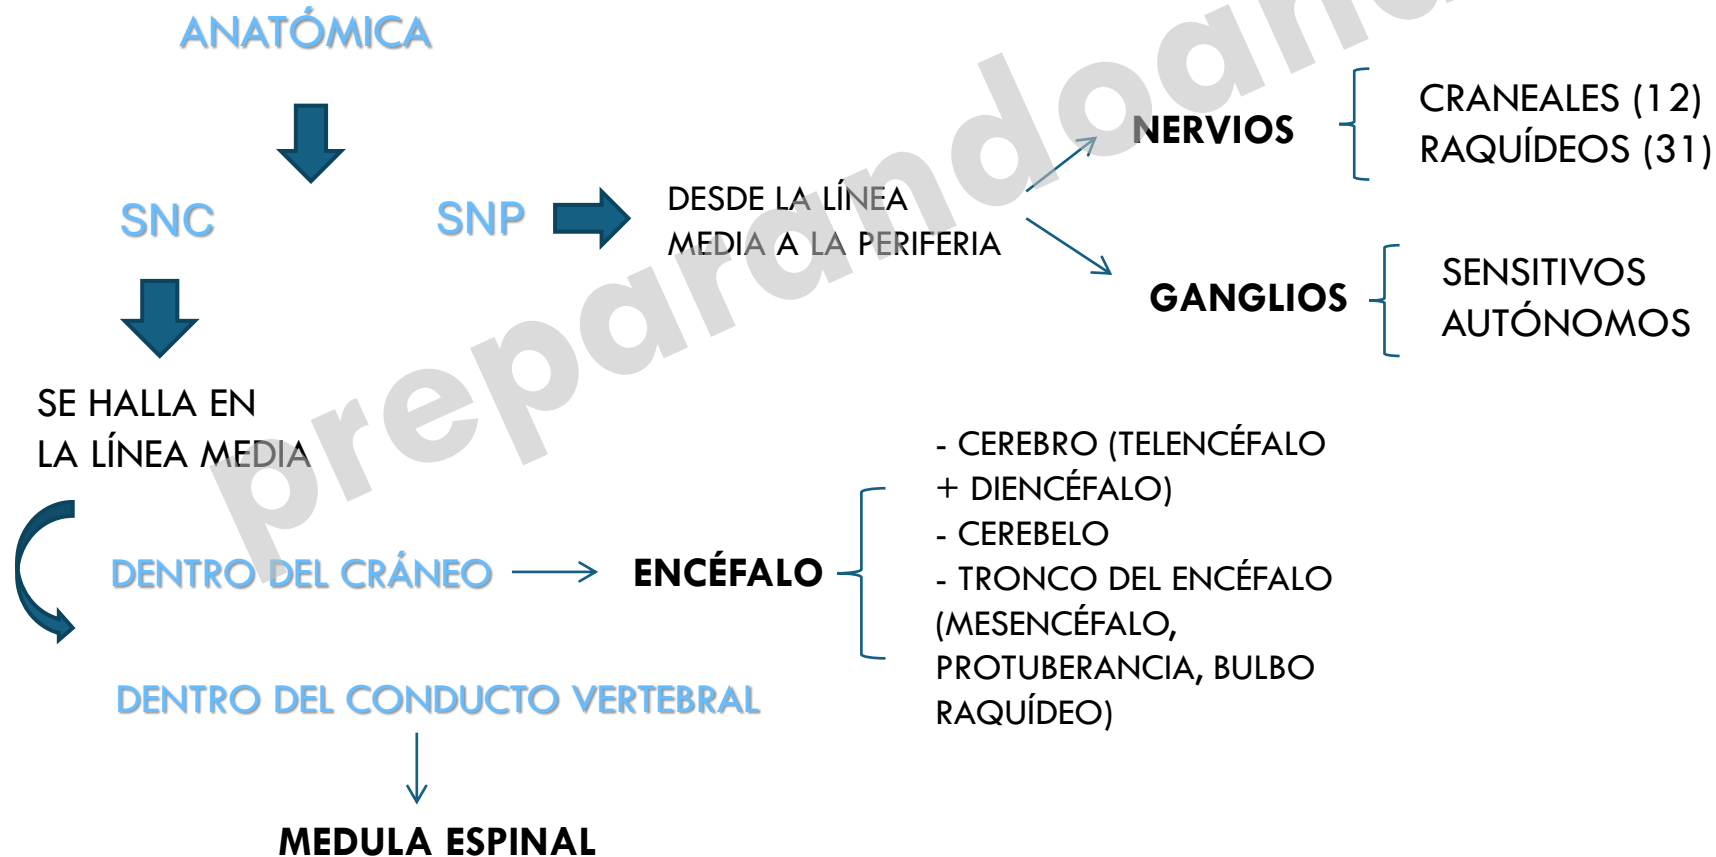 ANATÓMICA
SNC
SNP
DESDE LA LÍNEA
MEDIA A LA PERIFERIA
NERVIOS
CRANEALES (12)
RAQUÍDEOS (31)
GANGLIOS
SENSITIVOS
AUTÓNOMOS
SE HALLA EN
LA LÍNEA MEDIA
DENTRO DEL CRÁNEO
ENCÉFALO
- CEREBRO (TELENCÉFALO
+ DIENCÉFALO)
- CEREBELO
- TRONCO DEL ENCÉFALO
(MESENCÉFALO,
PROTUBERANCIA, BULBO
RAQUÍDEO)
DENTRO DEL CONDUCTO VERTEBRAL
MEDULA ESPINAL